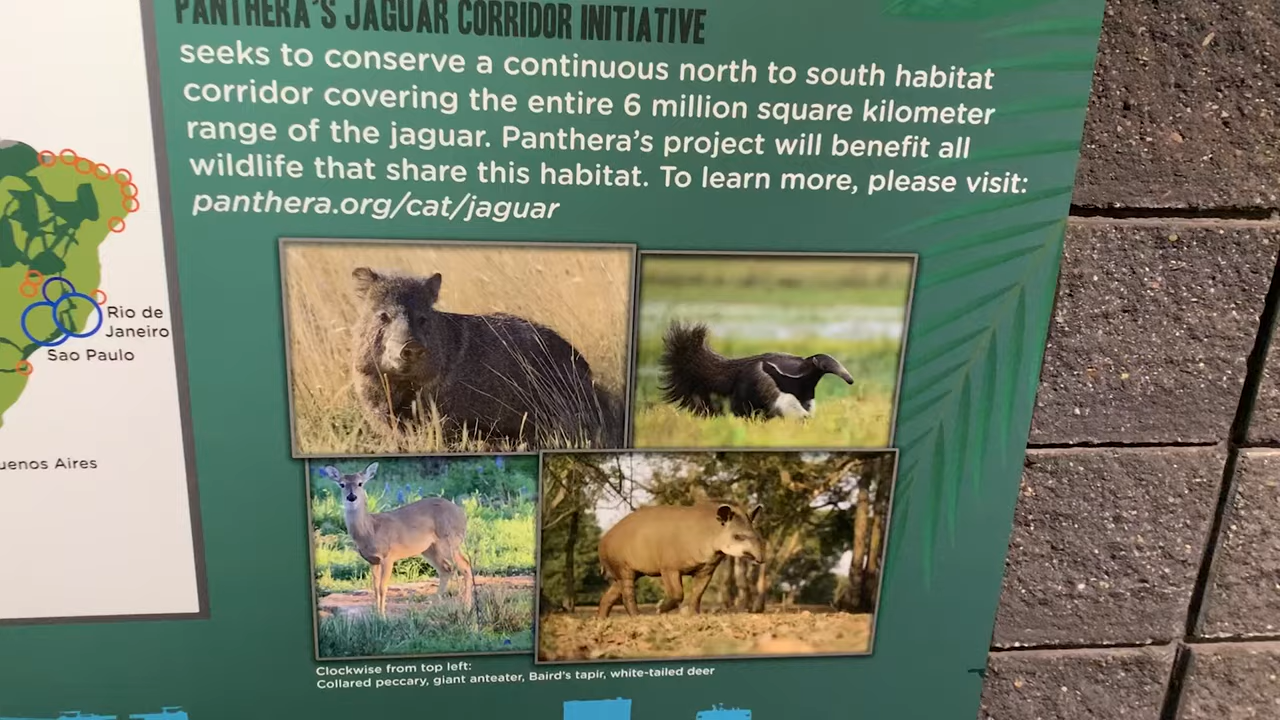 PANTHERA'S JAGUAR CORRIDOR INITIATIVE
seeks to conserve a continuous north to south habitat
corridor covering the entire 6 million square kilometer
range of the jaguar. Panthera's project will benefit all
wildlife that share this habitat. To learn more, please visit:
panthera.org/cat/jaguar
Rio de
Janeiro
Sao Paulo
Aires
Clockwise from top left:
Collared peccary, giant anteater, Baird's tapir, white-tailed deer